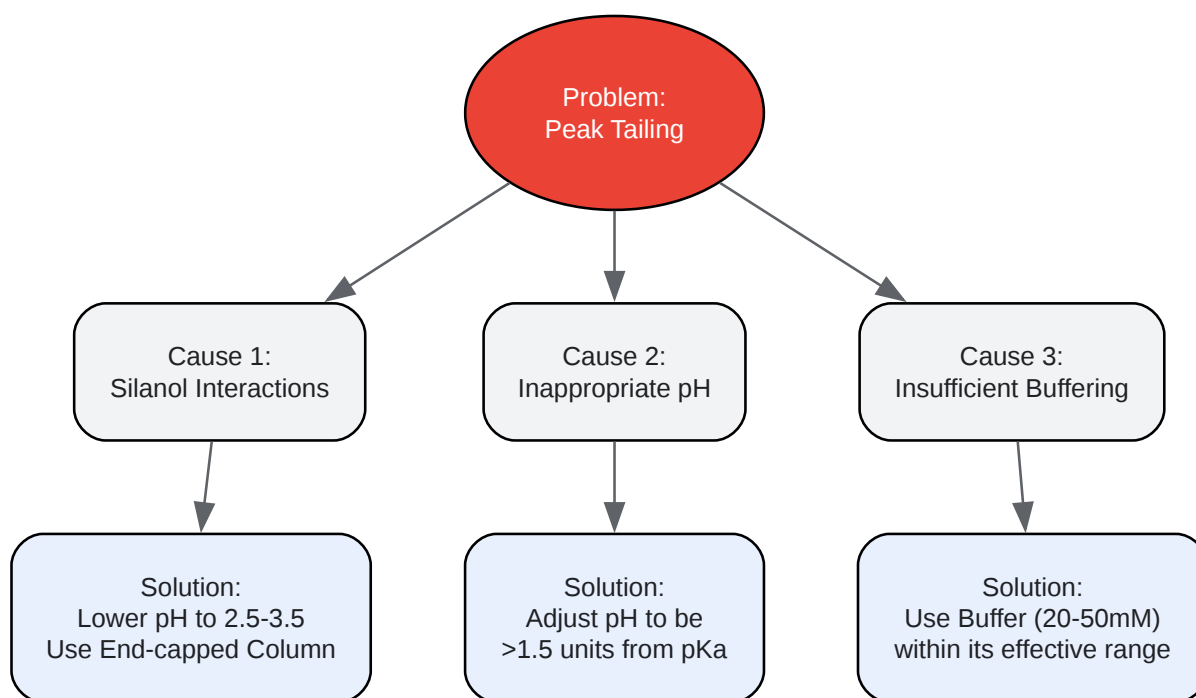 Problem:
Peak Tailing
Cause 1:
Silanol Interactions
Cause 2:
Inappropriate pH
Cause 3:
Insufficient Buffering
Solution:
Lower pH to 2.5-3.5
Use End-capped Column
Solution:
Adjust pH to be
>1.5 units from pKa
Solution:
Use Buffer (20-50mM)
within its effective range